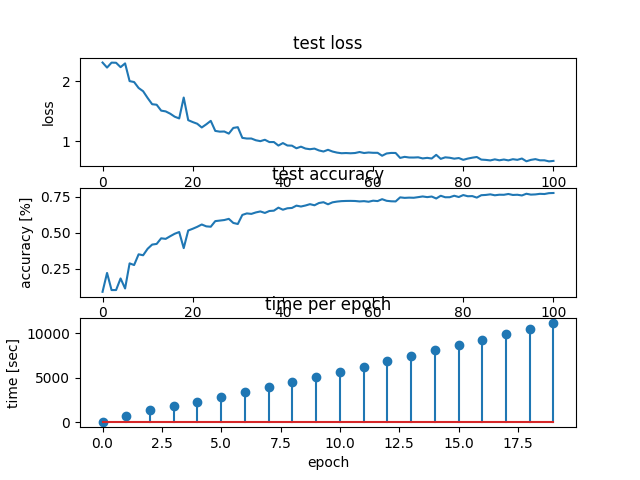 test loss
2
1
loss
0 20 40 60 80 100
test accuracy
0.75
0.50
0.25
accuracy [%]
0 20 40 60 80 100
time per epoch
10000
5000
0
time [sec]
0.0 2.5 5.0 7.5 10.0 12.5 15.0 17.5
epoch